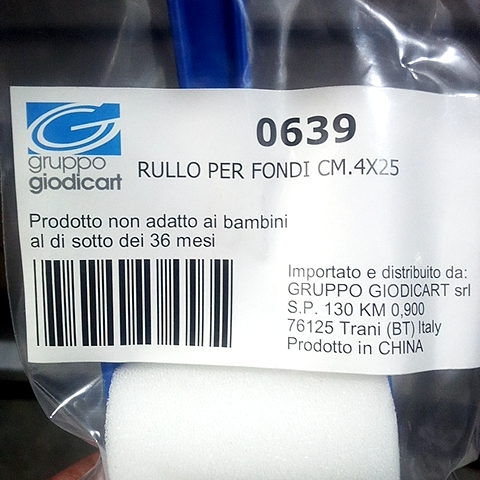 gruppo
giodicart
0639
RULLO PER FONDI CM.4X25
Prodotto non adatto ai bambini
al di sotto dei 36 mesi
Importato e distribuito da:
GRUPPO GIODICART srl
S.P. 130 KM 0,900
76125 Trani (BT) Italy
Prodotto in CHINA